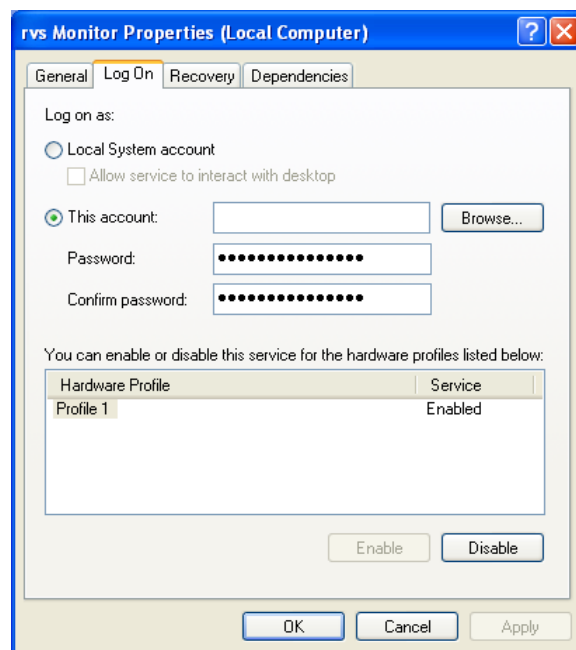 rvs Monitor Properties (Local Computer)
General Log On Recovery Dependencies
Log on as:
Local System account
Allow service to interact with desktop
This account: Browse...
Password: •••••••••••••••
Confirm password: •••••••••••••••
You can enable or disable this service for the hardware profiles listed below:
Hardware Profile Service
Profile 1 Enabled
Enable Disable
OK Cancel Apply